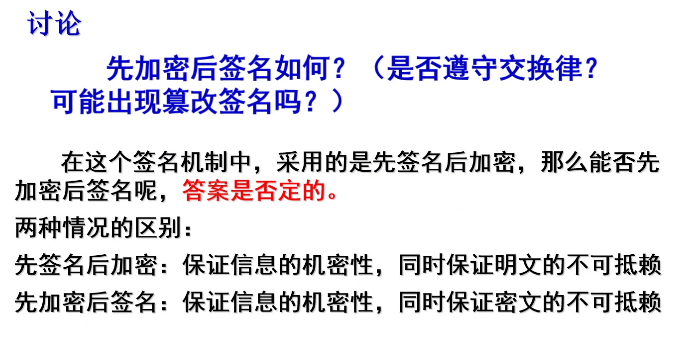 讨论
先加密后签名如何？（是否遵守交换律？
可能出现篡改签名吗？）
在这个签名机制中，采用的是先签名后加密，那么能否先
加密后签名呢，答案是否定的。
两种情况的区别：
先签名后加密：保证信息的机密性，同时保证明文的不可抵赖
先加密后签名：保证信息的机密性，同时保证密文的不可抵赖